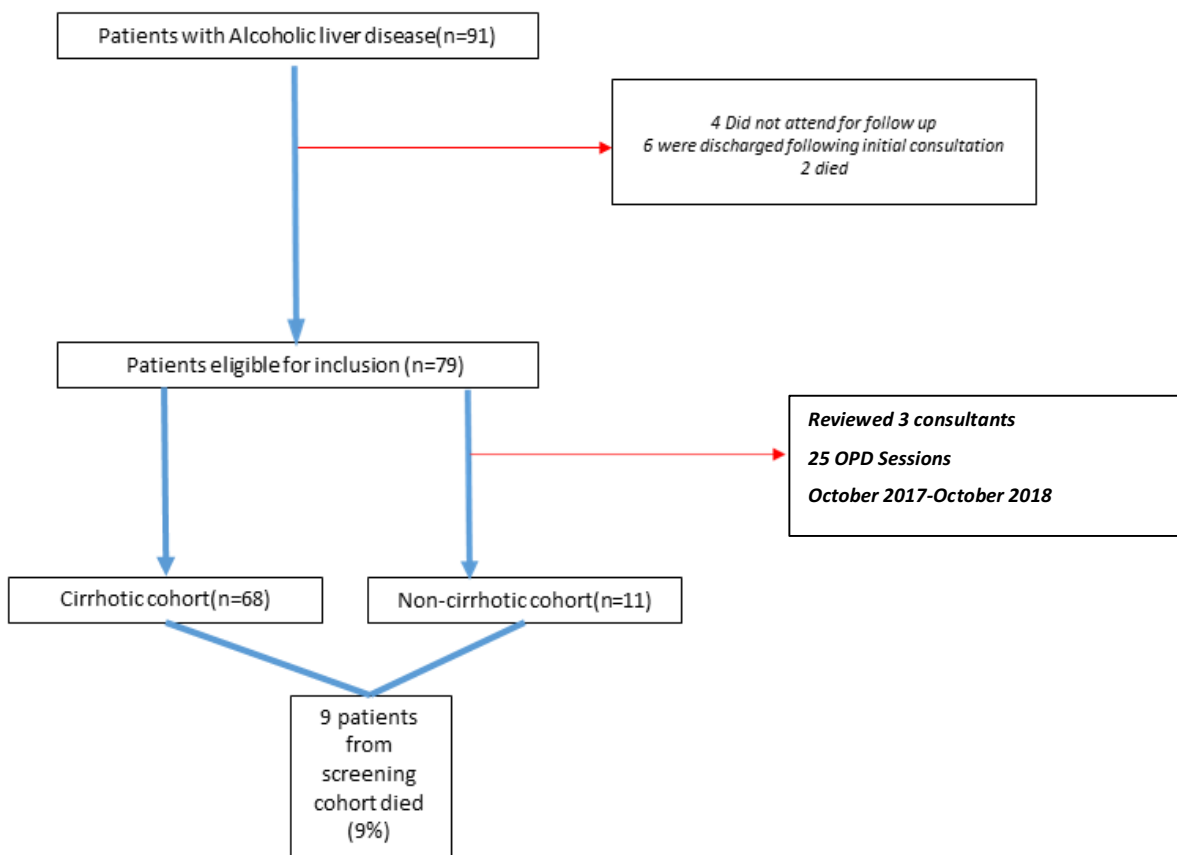 Patients with Alcoholic liver disease(n=91)
4 Did not attend for follow up
6 were discharged following initial consultation
2 died
Patients eligible for inclusion (n=79)
Reviewed 3 consultants
25 OPD Sessions
October 2017-October 2018
Cirrhotic cohort(n=68)
Non-cirrhotic cohort(n=11)
9 patients
from
screening
cohort died
(9%)